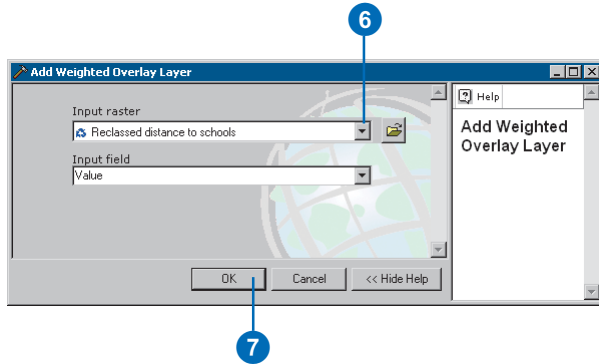 6
Add Weighted Overlay Layer
Help
Input raster
Reclassed distance to schools
Input field
Value
Add Weighted
Overlay Layer
OK
Cancel
<< Hide Help
7